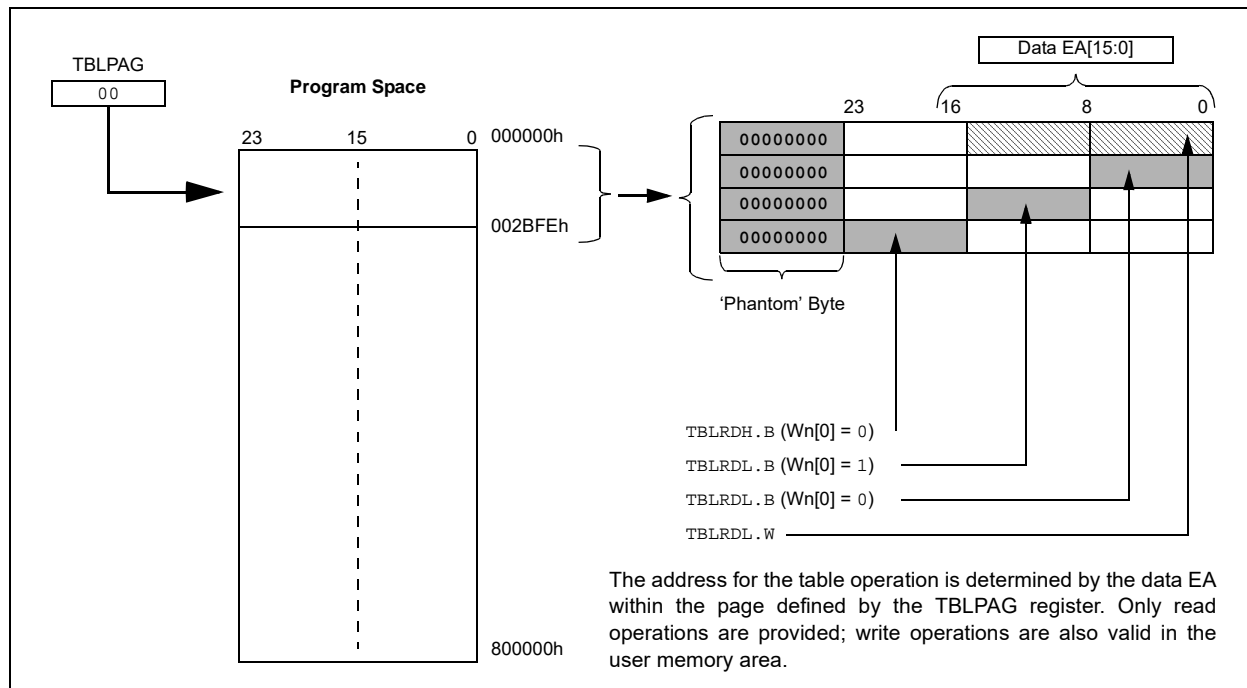 TBLPAG
00
Program Space
23 15 0
000000h
002BFEh
800000h
Data EA[15:0]
23 16 8 0
00000000
00000000
00000000
00000000
‘Phantom’ Byte
TBLRDH.B (Wn[0] = 0)
TBLRDL.B (Wn[0] = 1)
TBLRDL.B (Wn[0] = 0)
TBLRDL.W
The address for the table operation is determined by the data EA
within the page defined by the TBLPAG register. Only read
operations are provided; write operations are also valid in the
user memory area.